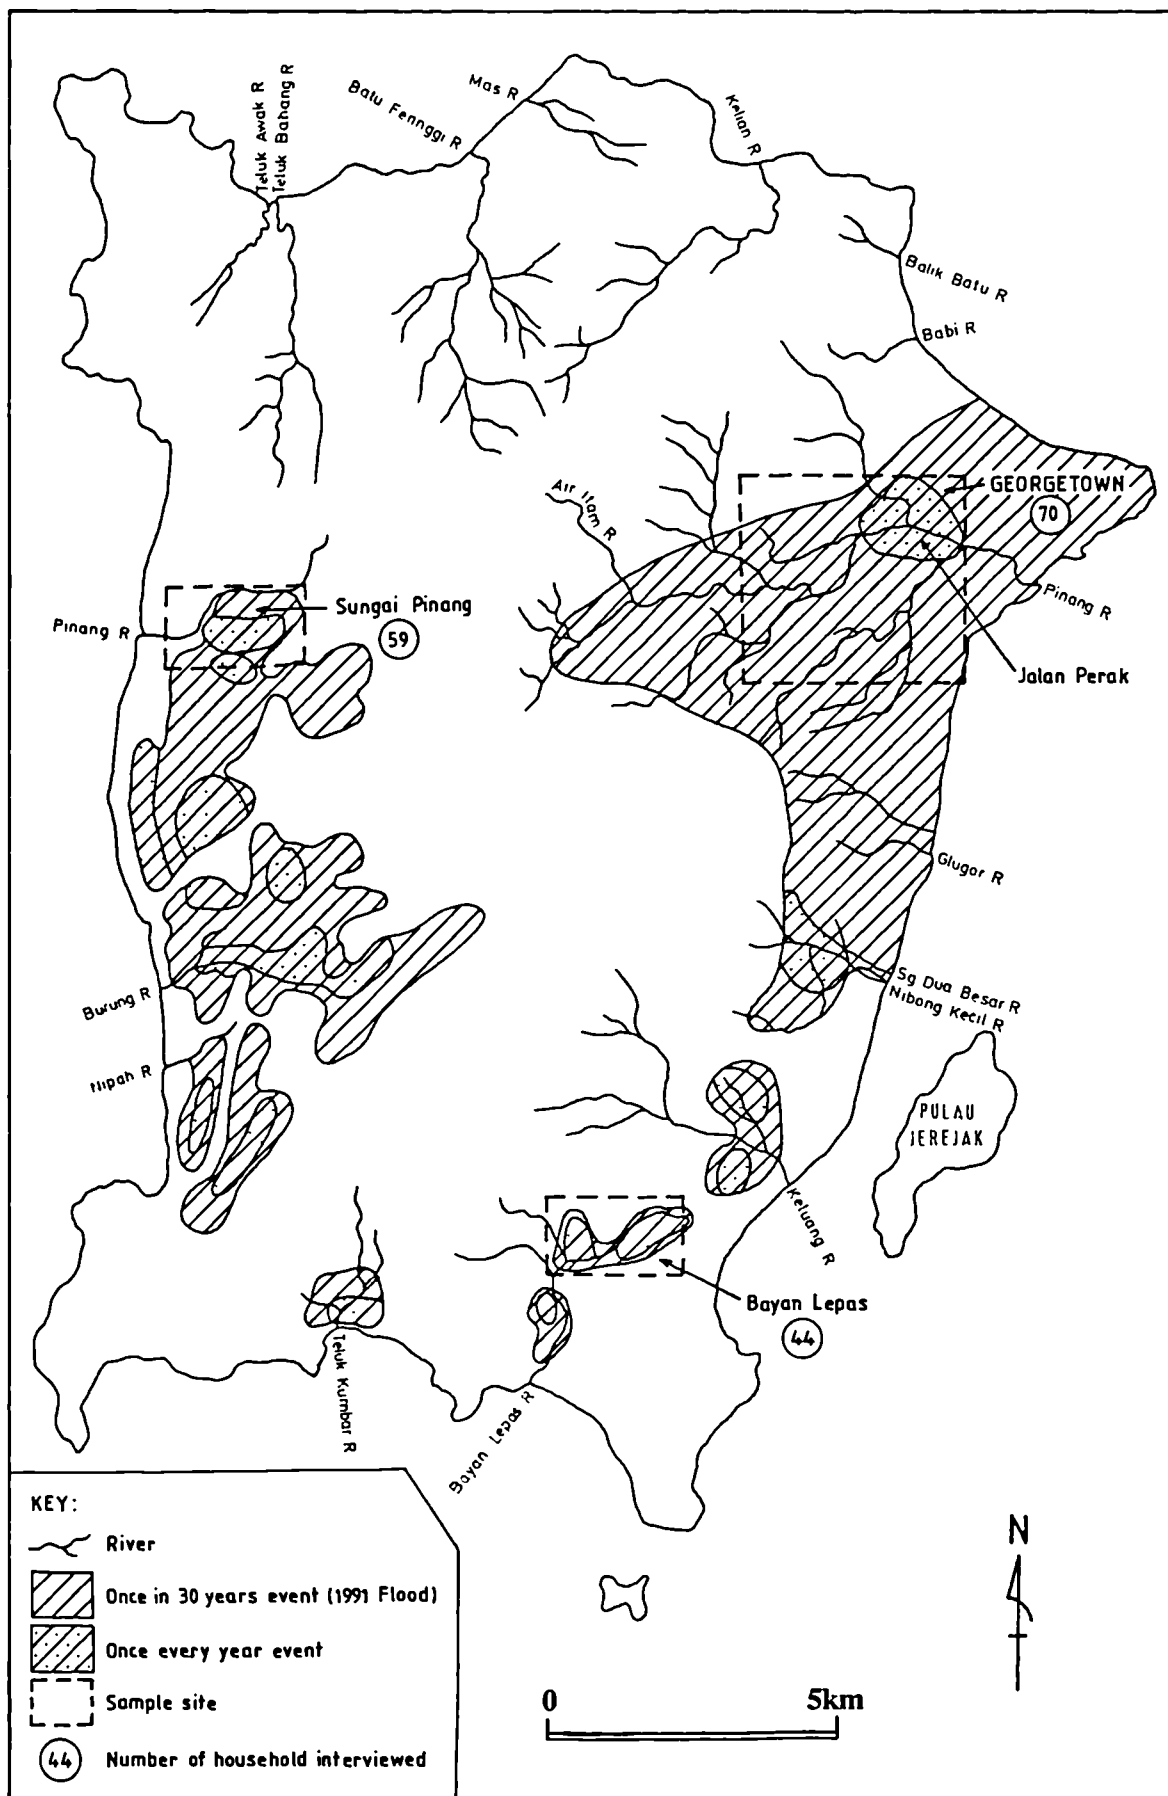 Teluk Awak R
Teluk Bahang R
Batu Fennggi R
Mas R
Kelian R
Balik Batu R
Babi R
Air Itam R
GEORGETOWN
70
Pinang R
Jalan Perak
Pinang R
Sungai Pinang
59
Glugor R
Sg Dua Besar R
Nibong Kecil R
Burung R
Nipah R
PULAU
JEREJAK
Keluang R
Bayan Lepas
44
Teluk Kumbar R
Bayan Lepas R
KEY:
River
Once in 30 years event (1991 Flood)
Once every year event
Sample site
44 Number of household interviewed
N
0 5km